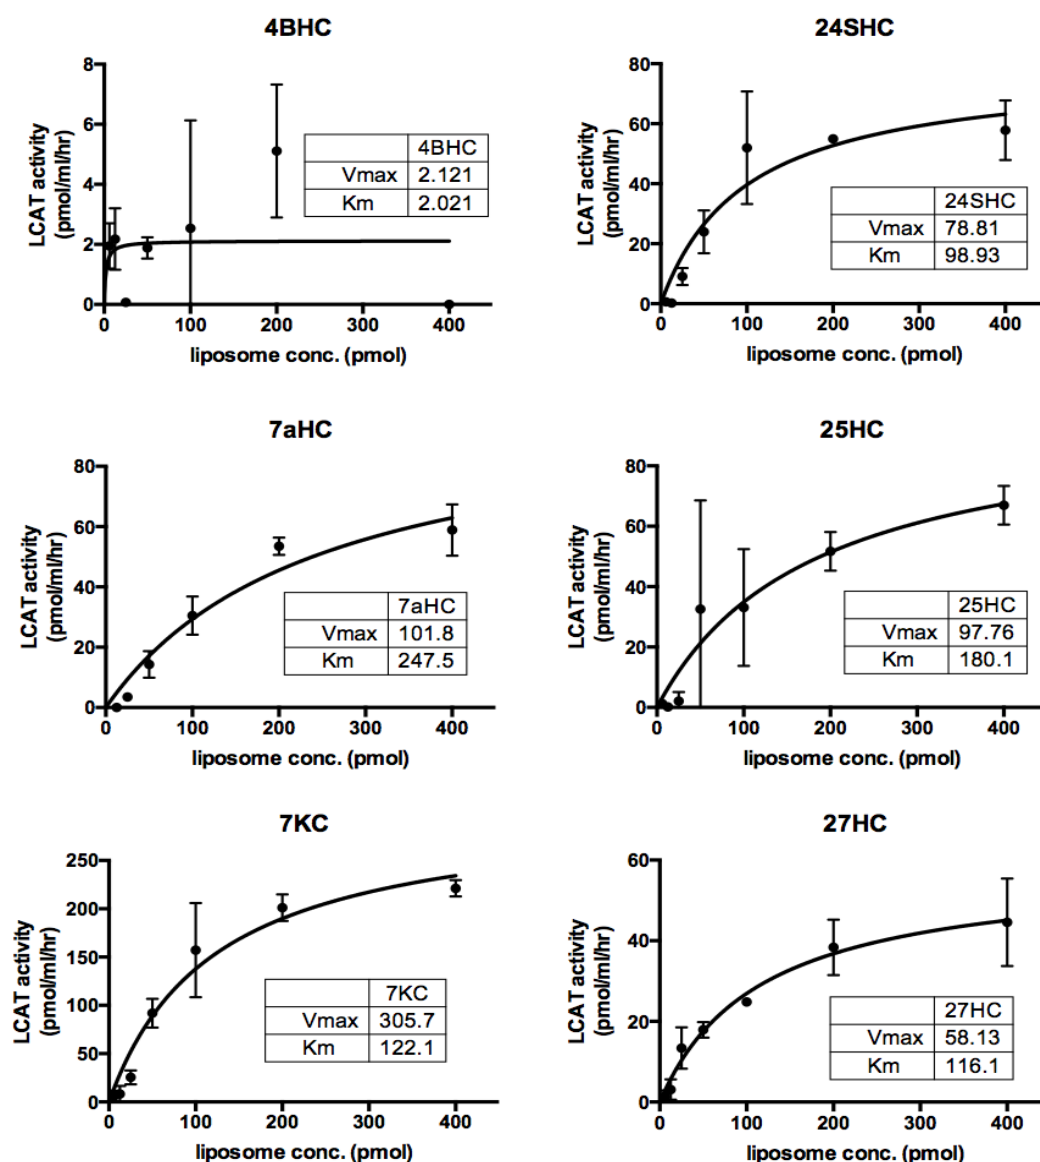 4BHC
LCAT activity
(pmol/ml/hr)
8
6
4
2
0
0 100 200 300 400
liposome conc. (pmol)
4BHC
Vmax 2.121
Km 2.021
24SHC
LCAT activity
(pmol/ml/hr)
80
60
40
20
0
0 100 200 300 400
liposome conc. (pmol)
24SHC
Vmax 78.81
Km 98.93
7aHC
LCAT activity
(pmol/ml/hr)
80
60
40
20
0
0 100 200 300 400
liposome conc. (pmol)
7aHC
Vmax 101.8
Km 247.5
25HC
LCAT activity
(pmol/ml/hr)
80
60
40
20
0
0 100 200 300 400
liposome conc. (pmol)
25HC
Vmax 97.76
Km 180.1
7KC
LCAT activity
(pmol/ml/hr)
250
200
150
100
50
0
0 100 200 300 400
liposome conc. (pmol)
7KC
Vmax 305.7
Km 122.1
27HC
LCAT activity
(pmol/ml/hr)
60
40
20
0
0 100 200 300 400
liposome conc. (pmol)
27HC
Vmax 58.13
Km 116.1